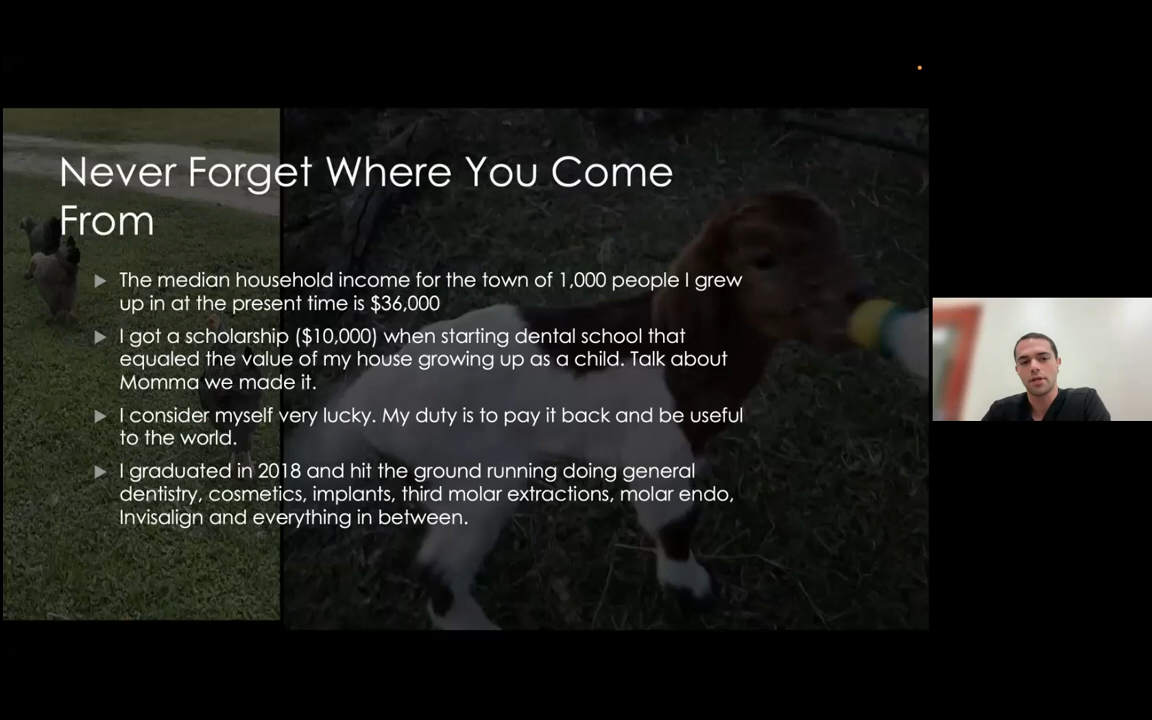 Never Forget Where You Come
From
The median household income for the town of 1,000 people I grew
up in at the present time is $36,000
I got a scholarship ($10,000) when starting dental school that
equaled the value of my house growing up as a child. Talk about
Momma we made it.
I consider myself very lucky. My duty is to pay it back and be useful
to the world.
I graduated in 2018 and hit the ground running doing general
dentistry, cosmetics, implants, third molar extractions, molar endo,
Invisalign and everything in between.